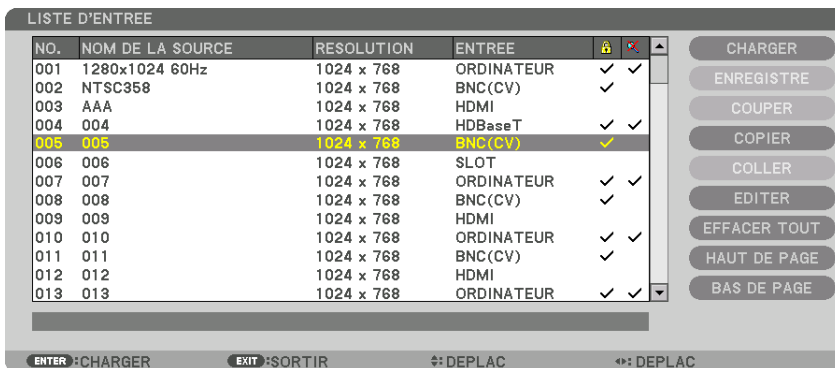 LISTE D'ENTREE
NO. NOM DE LA SOURCE RESOLUTION ENTREE
001 1280x1024 60Hz 1024 x 768 ORDINATEUR ✓ ✓
002 NTSC358 1024 x 768 BNC(CV) ✓
003 AAA 1024 x 768 HDMI
004 004 1024 x 768 HDBaseT ✓ ✓
005 005 1024 x 768 BNC(CV) ✓
006 006 1024 x 768 SLOT
007 007 1024 x 768 ORDINATEUR ✓ ✓
008 008 1024 x 768 BNC(CV) ✓
009 009 1024 x 768 HDMI
010 010 1024 x 768 ORDINATEUR ✓ ✓
011 011 1024 x 768 BNC(CV) ✓
012 012 1024 x 768 HDMI
013 013 1024 x 768 ORDINATEUR ✓ ✓
CHARGER
ENREGISTRE
COUPER
COPIER
COLLER
EDITER
EFFACER TOUT
HAUT DE PAGE
BAS DE PAGE
ENTER :CHARGER EXIT :SORTIR :DEPLAC :DEPLAC